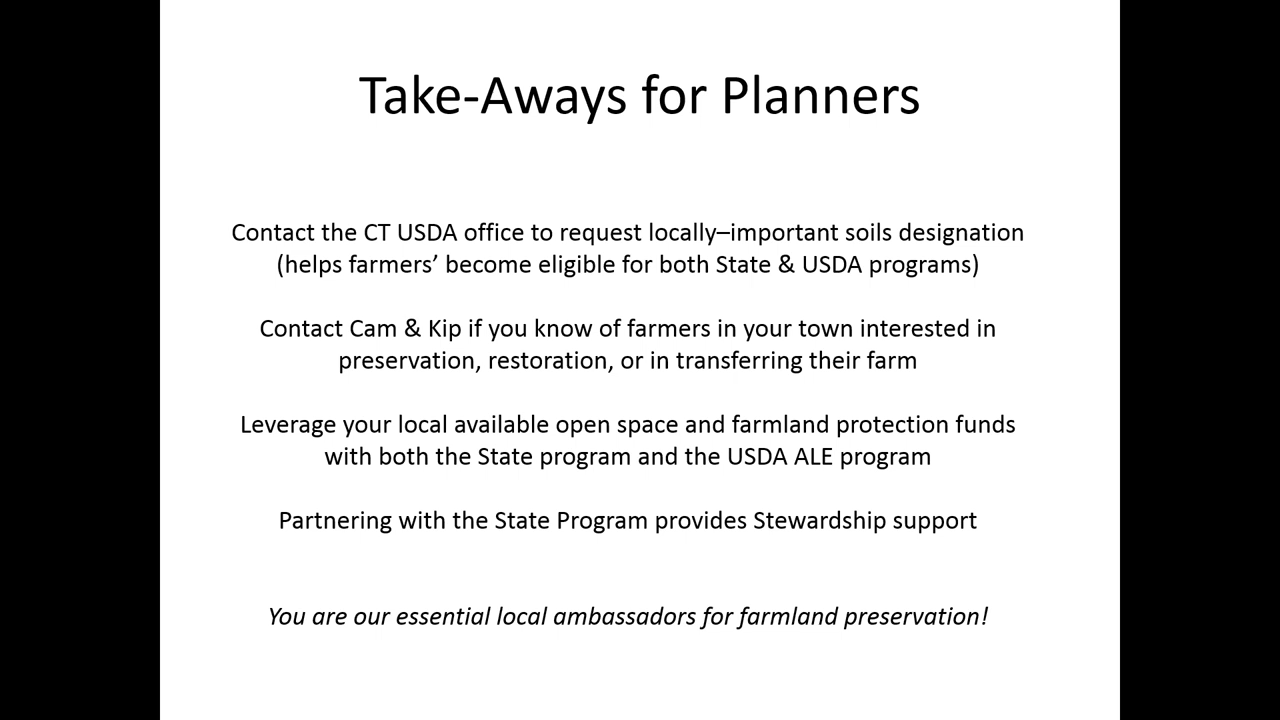 Take-Aways for Planners
Contact the CT USDA office to request locally–important soils designation
(helps farmers’ become eligible for both State & USDA programs)
Contact Cam & Kip if you know of farmers in your town interested in
preservation, restoration, or in transferring their farm
Leverage your local available open space and farmland protection funds
with both the State program and the USDA ALE program
Partnering with the State Program provides Stewardship support
You are our essential local ambassadors for farmland preservation!